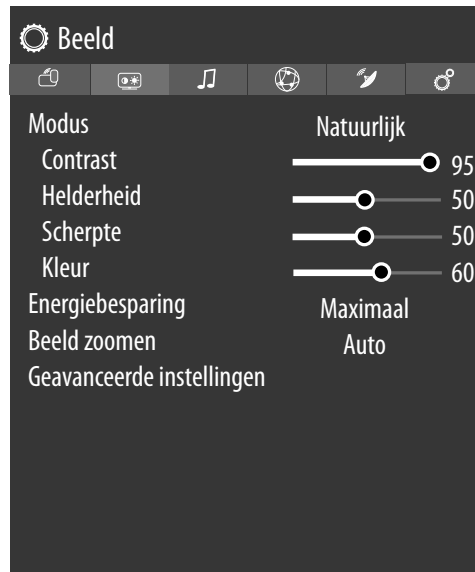 Beeld
Modus Natuurlijk
Contrast 95
Helderheid 50
Scherpte 50
Kleur 60
Energiebesparing Maximaal
Beeld zoomen Auto
Geavanceerde instellingen